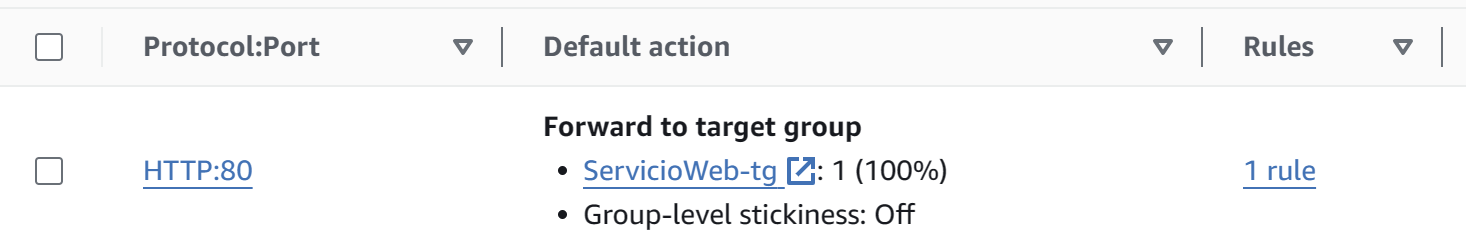 Protocol:Port Default action Rules
Forward to target group
HTTP:80 • ServicioWeb-tg : 1 (100%) 1 rule
• Group-level stickiness: Off